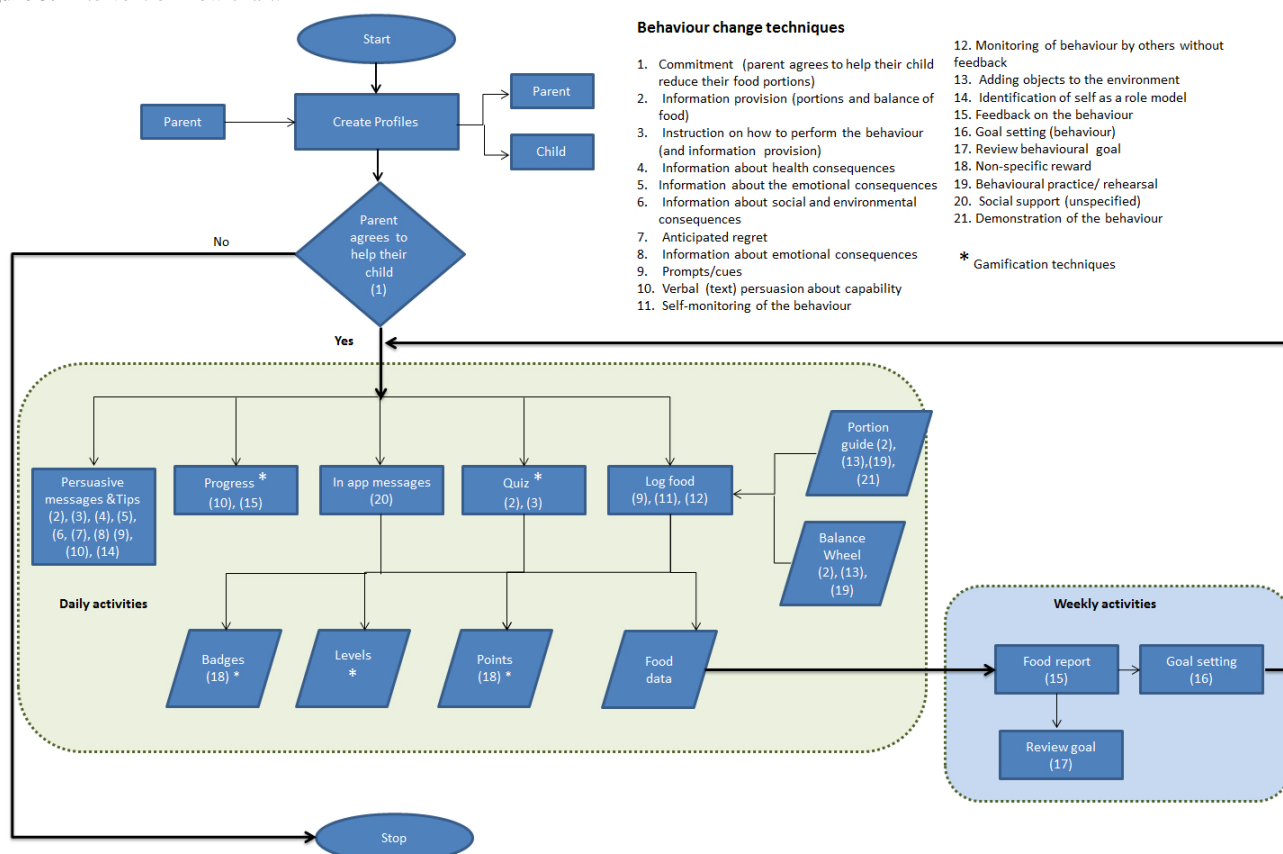 Start
Parent
Create Profiles
Parent
Child
Parent
agrees to
help their
child
(1)
No
Yes
Behaviour change techniques
1. Commitment (parent agrees to help their child
reduce their food portions)
2. Information provision (portions and balance of
food)
3. Instruction on how to perform the behaviour
(and information provision)
4. Information about health consequences
5. Information about the emotional consequences
6. Information about social and environmental
consequences
7. Anticipated regret
8. Information about emotional consequences
9. Prompts/cues
10. Verbal (text) persuasion about capability
11. Self-monitoring of the behaviour
12. Monitoring of behaviour by others without
feedback
13. Adding objects to the environment
14. Identification of self as a role model
15. Feedback on the behaviour
16. Goal setting (behaviour)
17. Review behavioural goal
18. Non-specific reward
19. Behavioural practice/ rehearsal
20. Social support (unspecified)
21. Demonstration of the behaviour
* Gamification techniques
Persuasive
messages &Tips
(2), (3), (4), (5),
(6, (7), (8) (9),
(10), (14)
Progress *
(10), (15)
In app messages
(20)
Quiz *
(2), (3)
Log food
(9), (11), (12)
Portion
guide (2),
(13),(19),
(21)
Balance
Wheel
(2), (13),
(19)
Daily activities
Badges
(18) *
Levels
*
Points
(18) *
Food
data
Weekly activities
Food report
(15)
Goal setting
(16)
Review goal
(17)
Stop